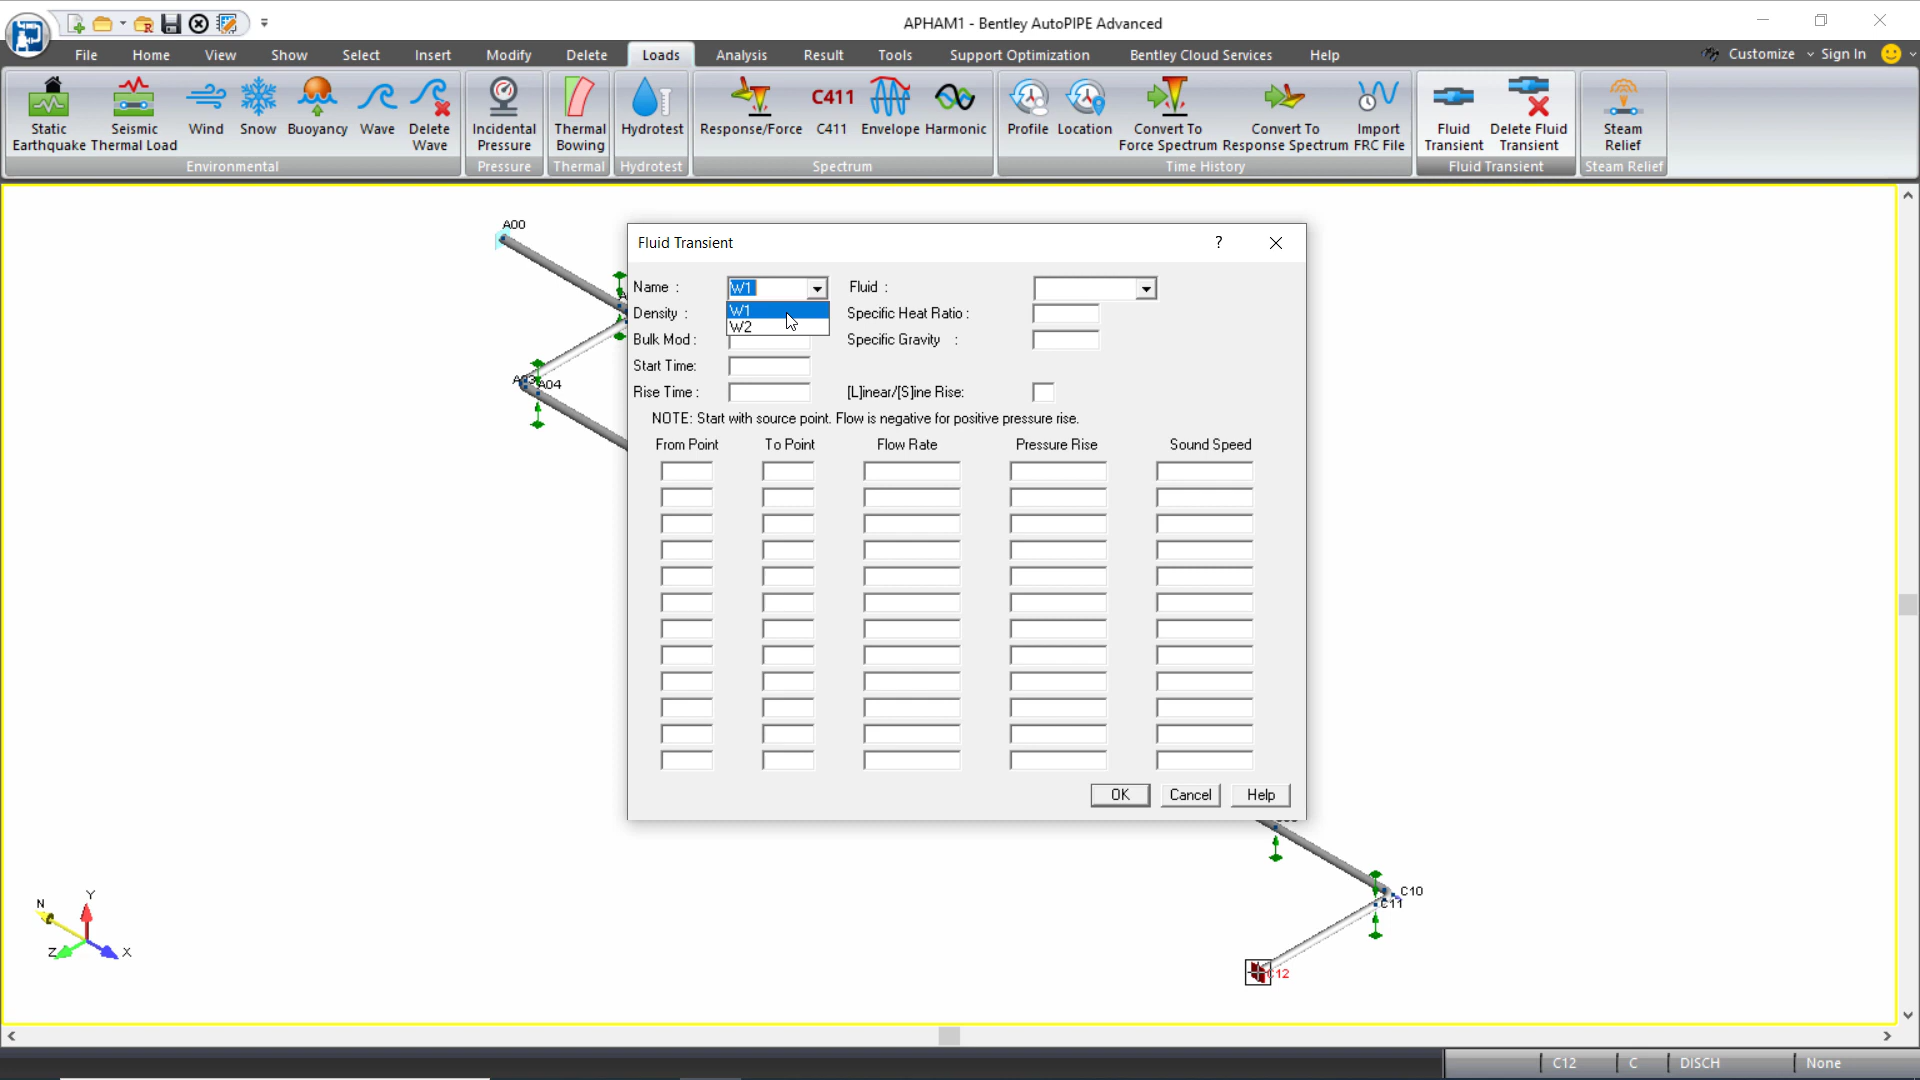 APHAM1 - Bentley AutoPIPE Advanced
File Home View Show Select Insert Modify Delete Loads Analysis Result Tools Support Optimization Bentley Cloud Services Help Customize Sign In
Static Earthquake
Seismic Thermal Load
Wind
Snow
Buoyancy
Wave
Delete Wave
Incidental Pressure
Thermal Bowing
Hydrotest
Response/Force
C411
C411
Envelope
Harmonic
Profile
Location
Convert To Force Spectrum
Convert To Response Spectrum
Import FRC File
Fluid Transient
Delete Fluid Transient
Steam Relief
Environmental Pressure Thermal Hydrotest Spectrum Time History Fluid Transient Steam Relief
A00
Fluid Transient ?
Name : W1 Fluid :
W1
W2
Density : Specific Heat Ratio :
Bulk Mod : Specific Gravity :
Start Time:
Rise Time : [L]inear/[S]ine Rise:
NOTE: Start with source point. Flow is negative for positive pressure rise.
From Point To Point Flow Rate Pressure Rise Sound Speed
A04
OK Cancel Help
C10
C11
C12
N Y Z X
C12 C DISCH None